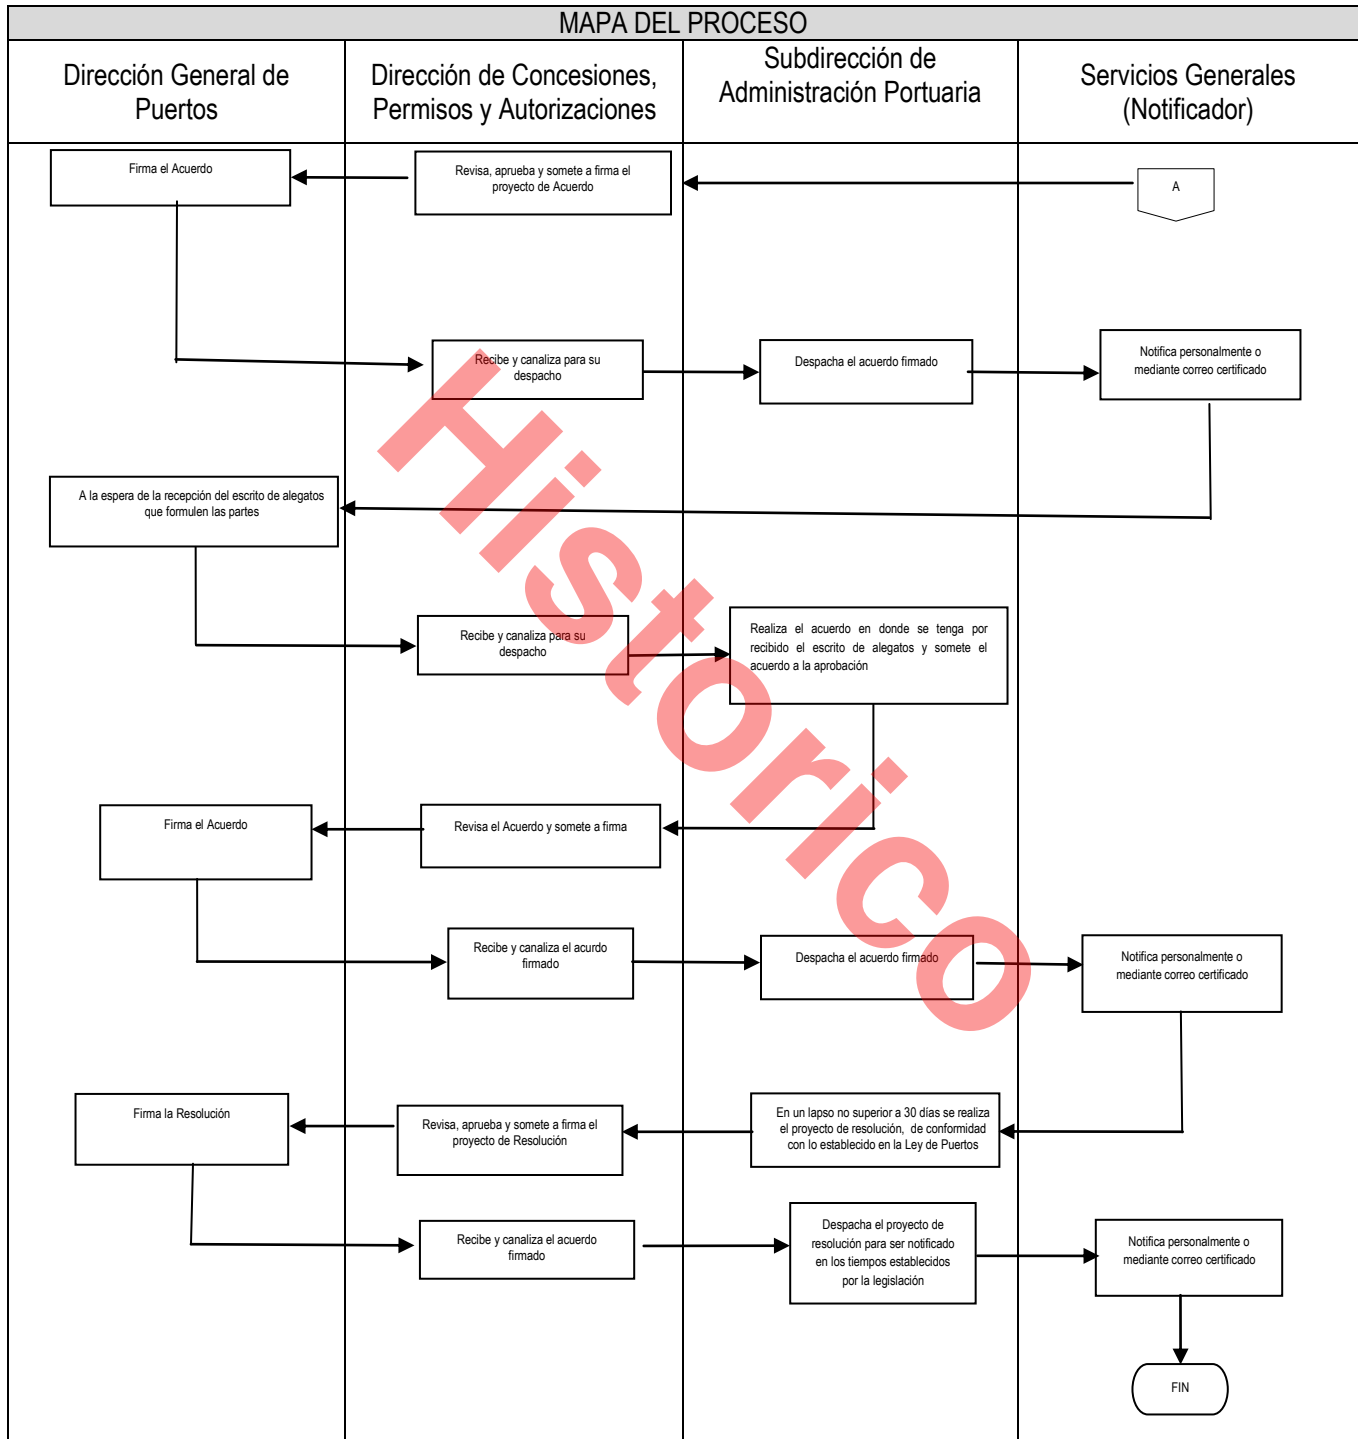 MAPA DEL PROCESO
Dirección General de
Puertos
Dirección de Concesiones,
Permisos y Autorizaciones
Subdirección de
Administración Portuaria
Servicios Generales
(Notificador)
Firma el Acuerdo
Revisa, aprueba y somete a firma el
proyecto de Acuerdo
A
Recibe y canaliza para su
despacho
Despacha el acuerdo firmado
Notifica personalmente o
mediante correo certificado
A la espera de la recepción del escrito de alegatos
que formulen las partes
Recibe y canaliza para su
despacho
Realiza el acuerdo en donde se tenga por
recibido el escrito de alegatos y somete el
acuerdo a la aprobación
Firma el Acuerdo
Revisa el Acuerdo y somete a firma
Recibe y canaliza el acurdo
firmado
Despacha el acuerdo firmado
Notifica personalmente o
mediante correo certificado
Firma la Resolución
Revisa, aprueba y somete a firma el
proyecto de Resolución
En un lapso no superior a 30 días se realiza
el proyecto de resolución, de conformidad
con lo establecido en la Ley de Puertos
Recibe y canaliza el acuerdo
firmado
Despacha el proyecto de
resolución para ser notificado
en los tiempos establecidos
por la legislación
Notifica personalmente o
mediante correo certificado
FIN
Historico